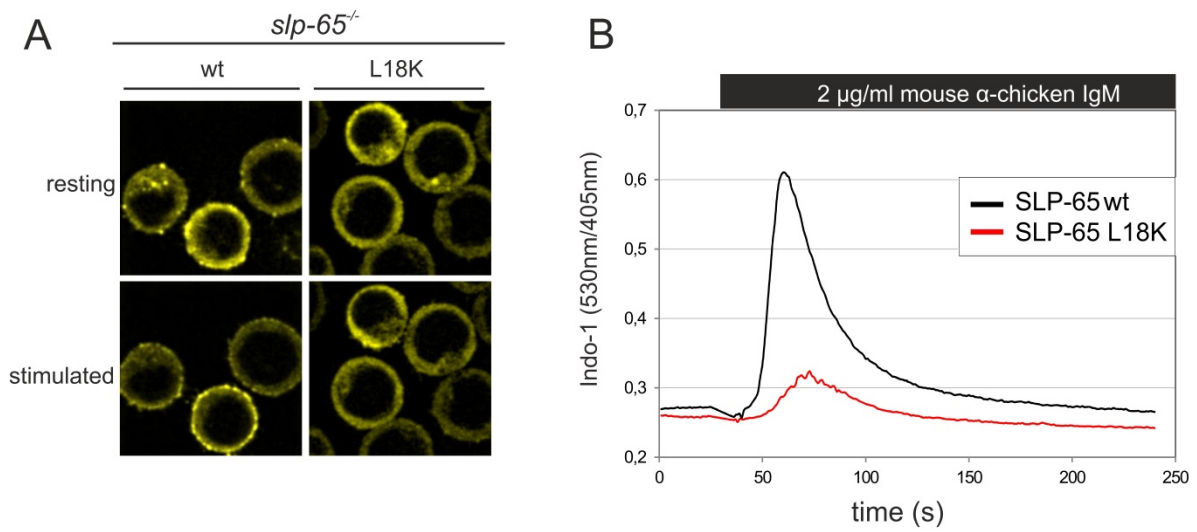 A
slp-65-/-
wt
L18K
resting
stimulated
B
2 µg/ml mouse α-chicken IgM
Indo-1 (530nm/405nm)
0,7
0,6
0,5
0,4
0,3
0,2
SLP-65 wt
SLP-65 L18K
0
50
100
150
200
250
time (s)